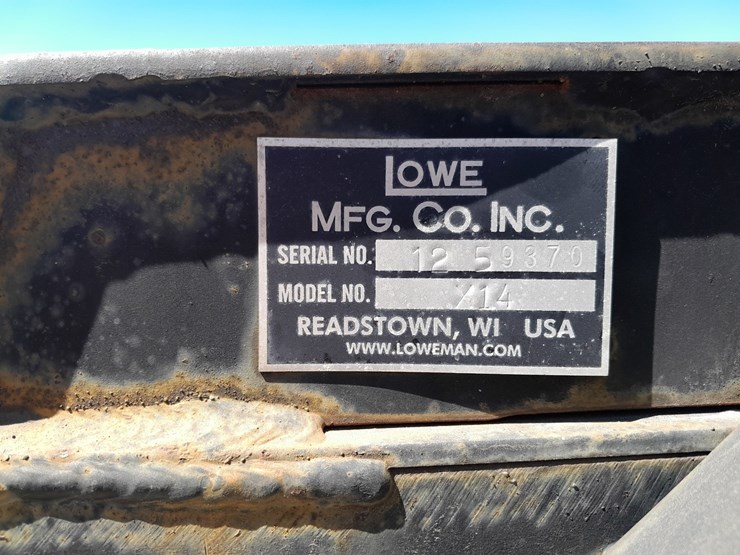 LOWE
MFG. CO. INC.
SERIAL NO. 12 59370
MODEL NO.
READSTOWN, WI USA
WWW.LOWEMAN.COM